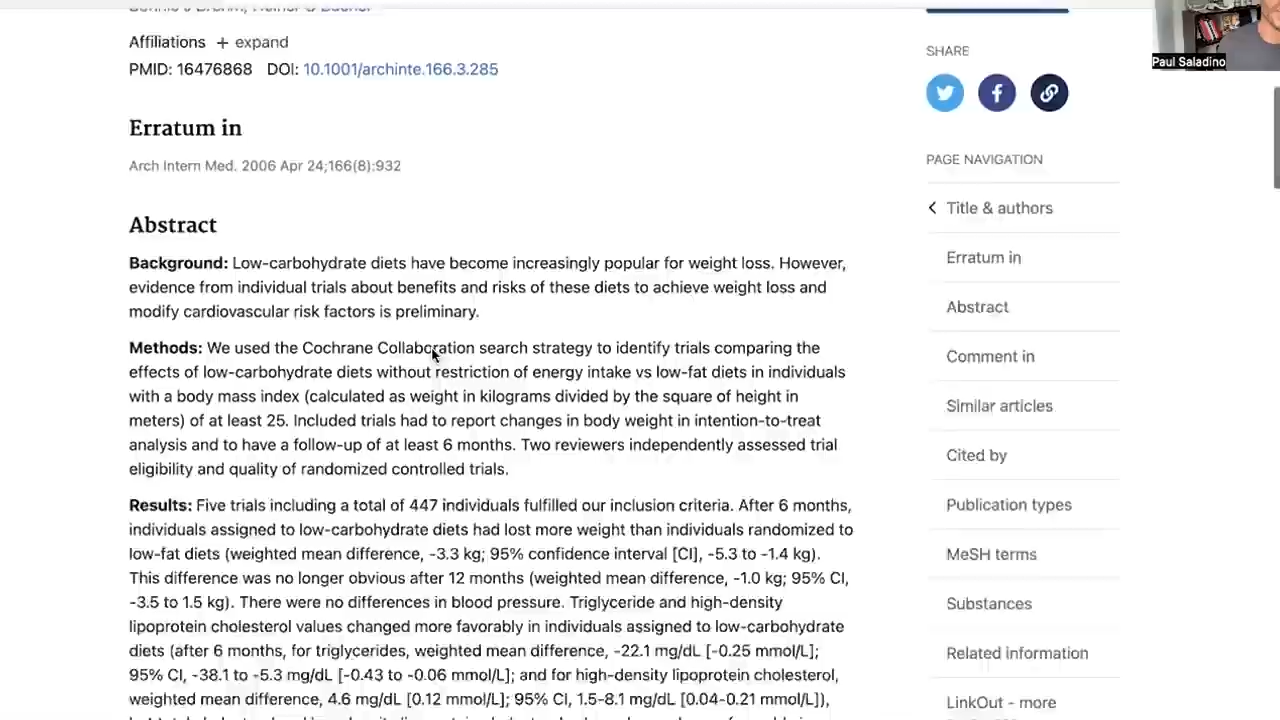 Affiliations + expand
PMID: 16476868 DOI: 10.1001/archinte.166.3.285
Erratum in
Arch Intern Med. 2006 Apr 24;166(8):932
Abstract
Background: Low-carbohydrate diets have become increasingly popular for weight loss. However,
evidence from individual trials about benefits and risks of these diets to achieve weight loss and
modify cardiovascular risk factors is preliminary.
Methods: We used the Cochrane Collaboration search strategy to identify trials comparing the
effects of low-carbohydrate diets without restriction of energy intake vs low-fat diets in individuals
with a body mass index (calculated as weight in kilograms divided by the square of height in
meters) of at least 25. Included trials had to report changes in body weight in intention-to-treat
analysis and to have a follow-up of at least 6 months. Two reviewers independently assessed trial
eligibility and quality of randomized controlled trials.
Results: Five trials including a total of 447 individuals fulfilled our inclusion criteria. After 6 months,
individuals assigned to low-carbohydrate diets had lost more weight than individuals randomized to
low-fat diets (weighted mean difference, -3.3 kg; 95% confidence interval [CI], -5.3 to -1.4 kg).
This difference was no longer obvious after 12 months (weighted mean difference, -1.0 kg; 95% CI,
-3.5 to 1.5 kg). There were no differences in blood pressure. Triglyceride and high-density
lipoprotein cholesterol values changed more favorably in individuals assigned to low-carbohydrate
diets (after 6 months, for triglycerides, weighted mean difference, -22.1 mg/dL [-0.25 mmol/L];
95% CI, -38.1 to -5.3 mg/dL [-0.43 to -0.06 mmol/L]; and for high-density lipoprotein cholesterol,
weighted mean difference, 4.6 mg/dL [0.12 mmol/L]; 95% CI, 1.5-8.1 mg/dL [0.04-0.21 mmol/L]),
SHARE
PAGE NAVIGATION
Title & authors
Erratum in
Abstract
Comment in
Similar articles
Cited by
Publication types
MeSH terms
Substances
Related information
LinkOut - more
Paul Saladino